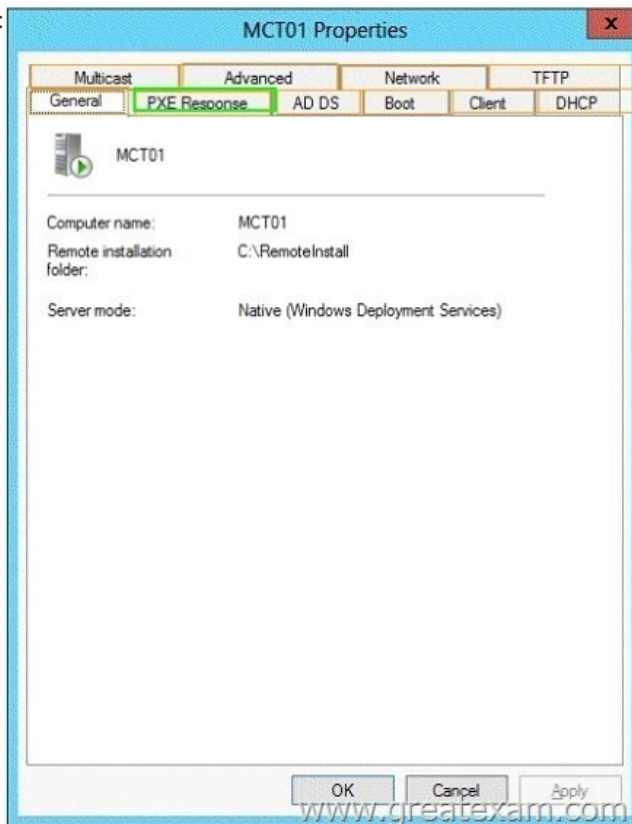 :
MCT01 Properties
x
Multicast Advanced Network TFTP
General PXE Response AD DS Boot Client DHCP
MCT01
Computer name: MCT01
Remote installation folder: C:\RemoteInstall
Server mode: Native (Windows Deployment Services)
OK Cancel Apply
www.greatexam.com